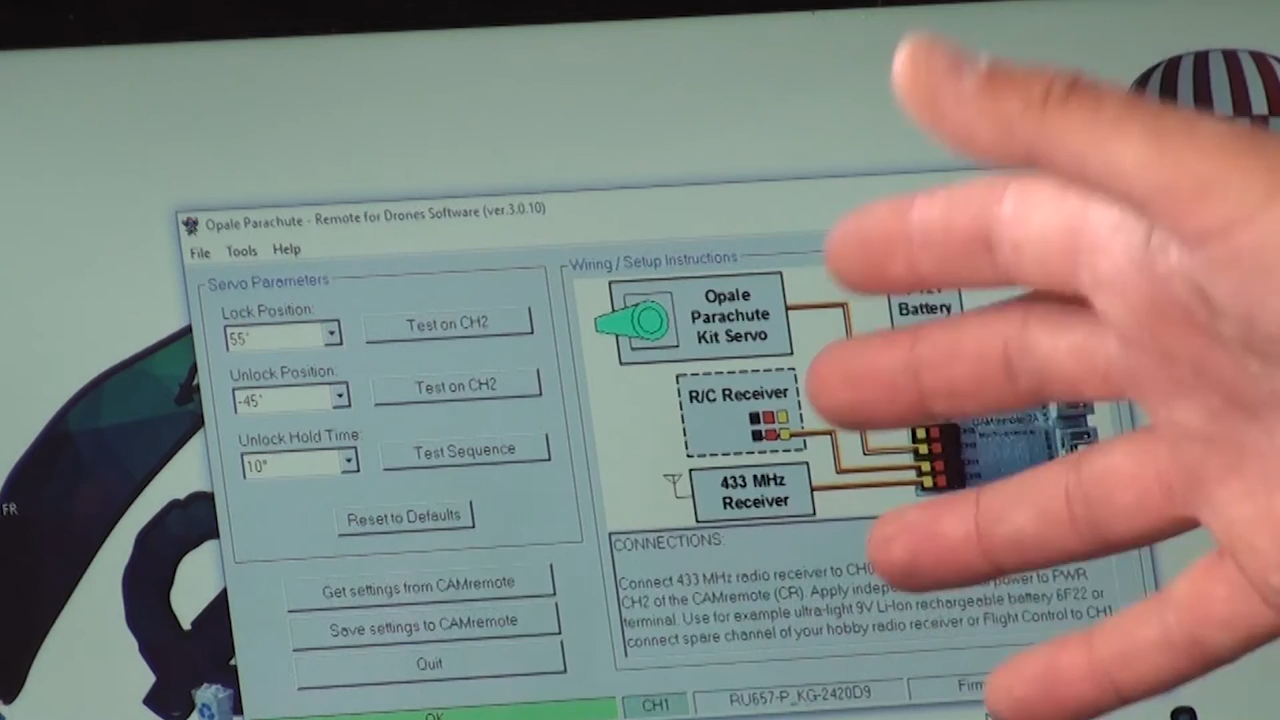 Opale Parachute - Remote for Drones Software (ver.3.0.10)
File Tools Help
Servo Parameters
Lock Position:
55°
Test on CH2
Unlock Position:
-45°
Test on CH2
Unlock Hold Time:
10"
Test Sequence
Reset to Defaults
Get settings from CAMremote
Save settings to CAMremote
Quit
Wiring / Setup Instructions
Opale
Parachute
Kit Servo
Battery
R/C Receiver
433 MHz
Receiver
CONNECTIONS:
Connect 433 MHz radio receiver to CH0
CH2 of the CAMremote (CR). Apply power to PWR
terminal. Use for example ultra-light 9V Li-Ion rechargeable battery 6F22 or
connect spare channel of your hobby radio receiver or Flight Control to CH1
OK
CH1
RU657-P_KG-2420D9
FR